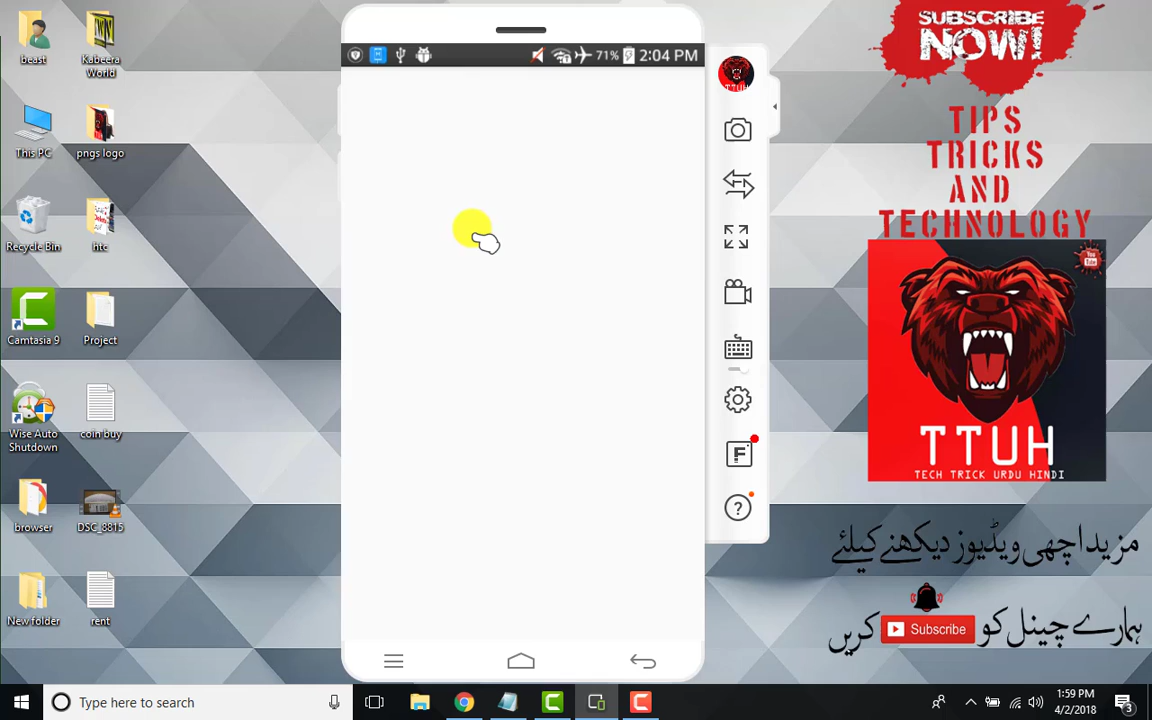 beast
Kabeera World
This PC
pngs logo
Recycle Bin
htc
Camtasia 9
Project
Wise Auto Shutdown
coin buy
browser
DSC_8815
New folder
rent
71% 2:04 PM
F
?
SUBSCRIBE
NOW!
TIPS
TRICKS
AND
TECHNOLOGY
You Tube
TTUH
TECH TRICK URDU HINDI
مزید اچھی ویڈیوز دیکھنے کیلئے
ہمارے چینل کو Subscribe کریں
Type here to search
1:59 PM
4/2/2018
3